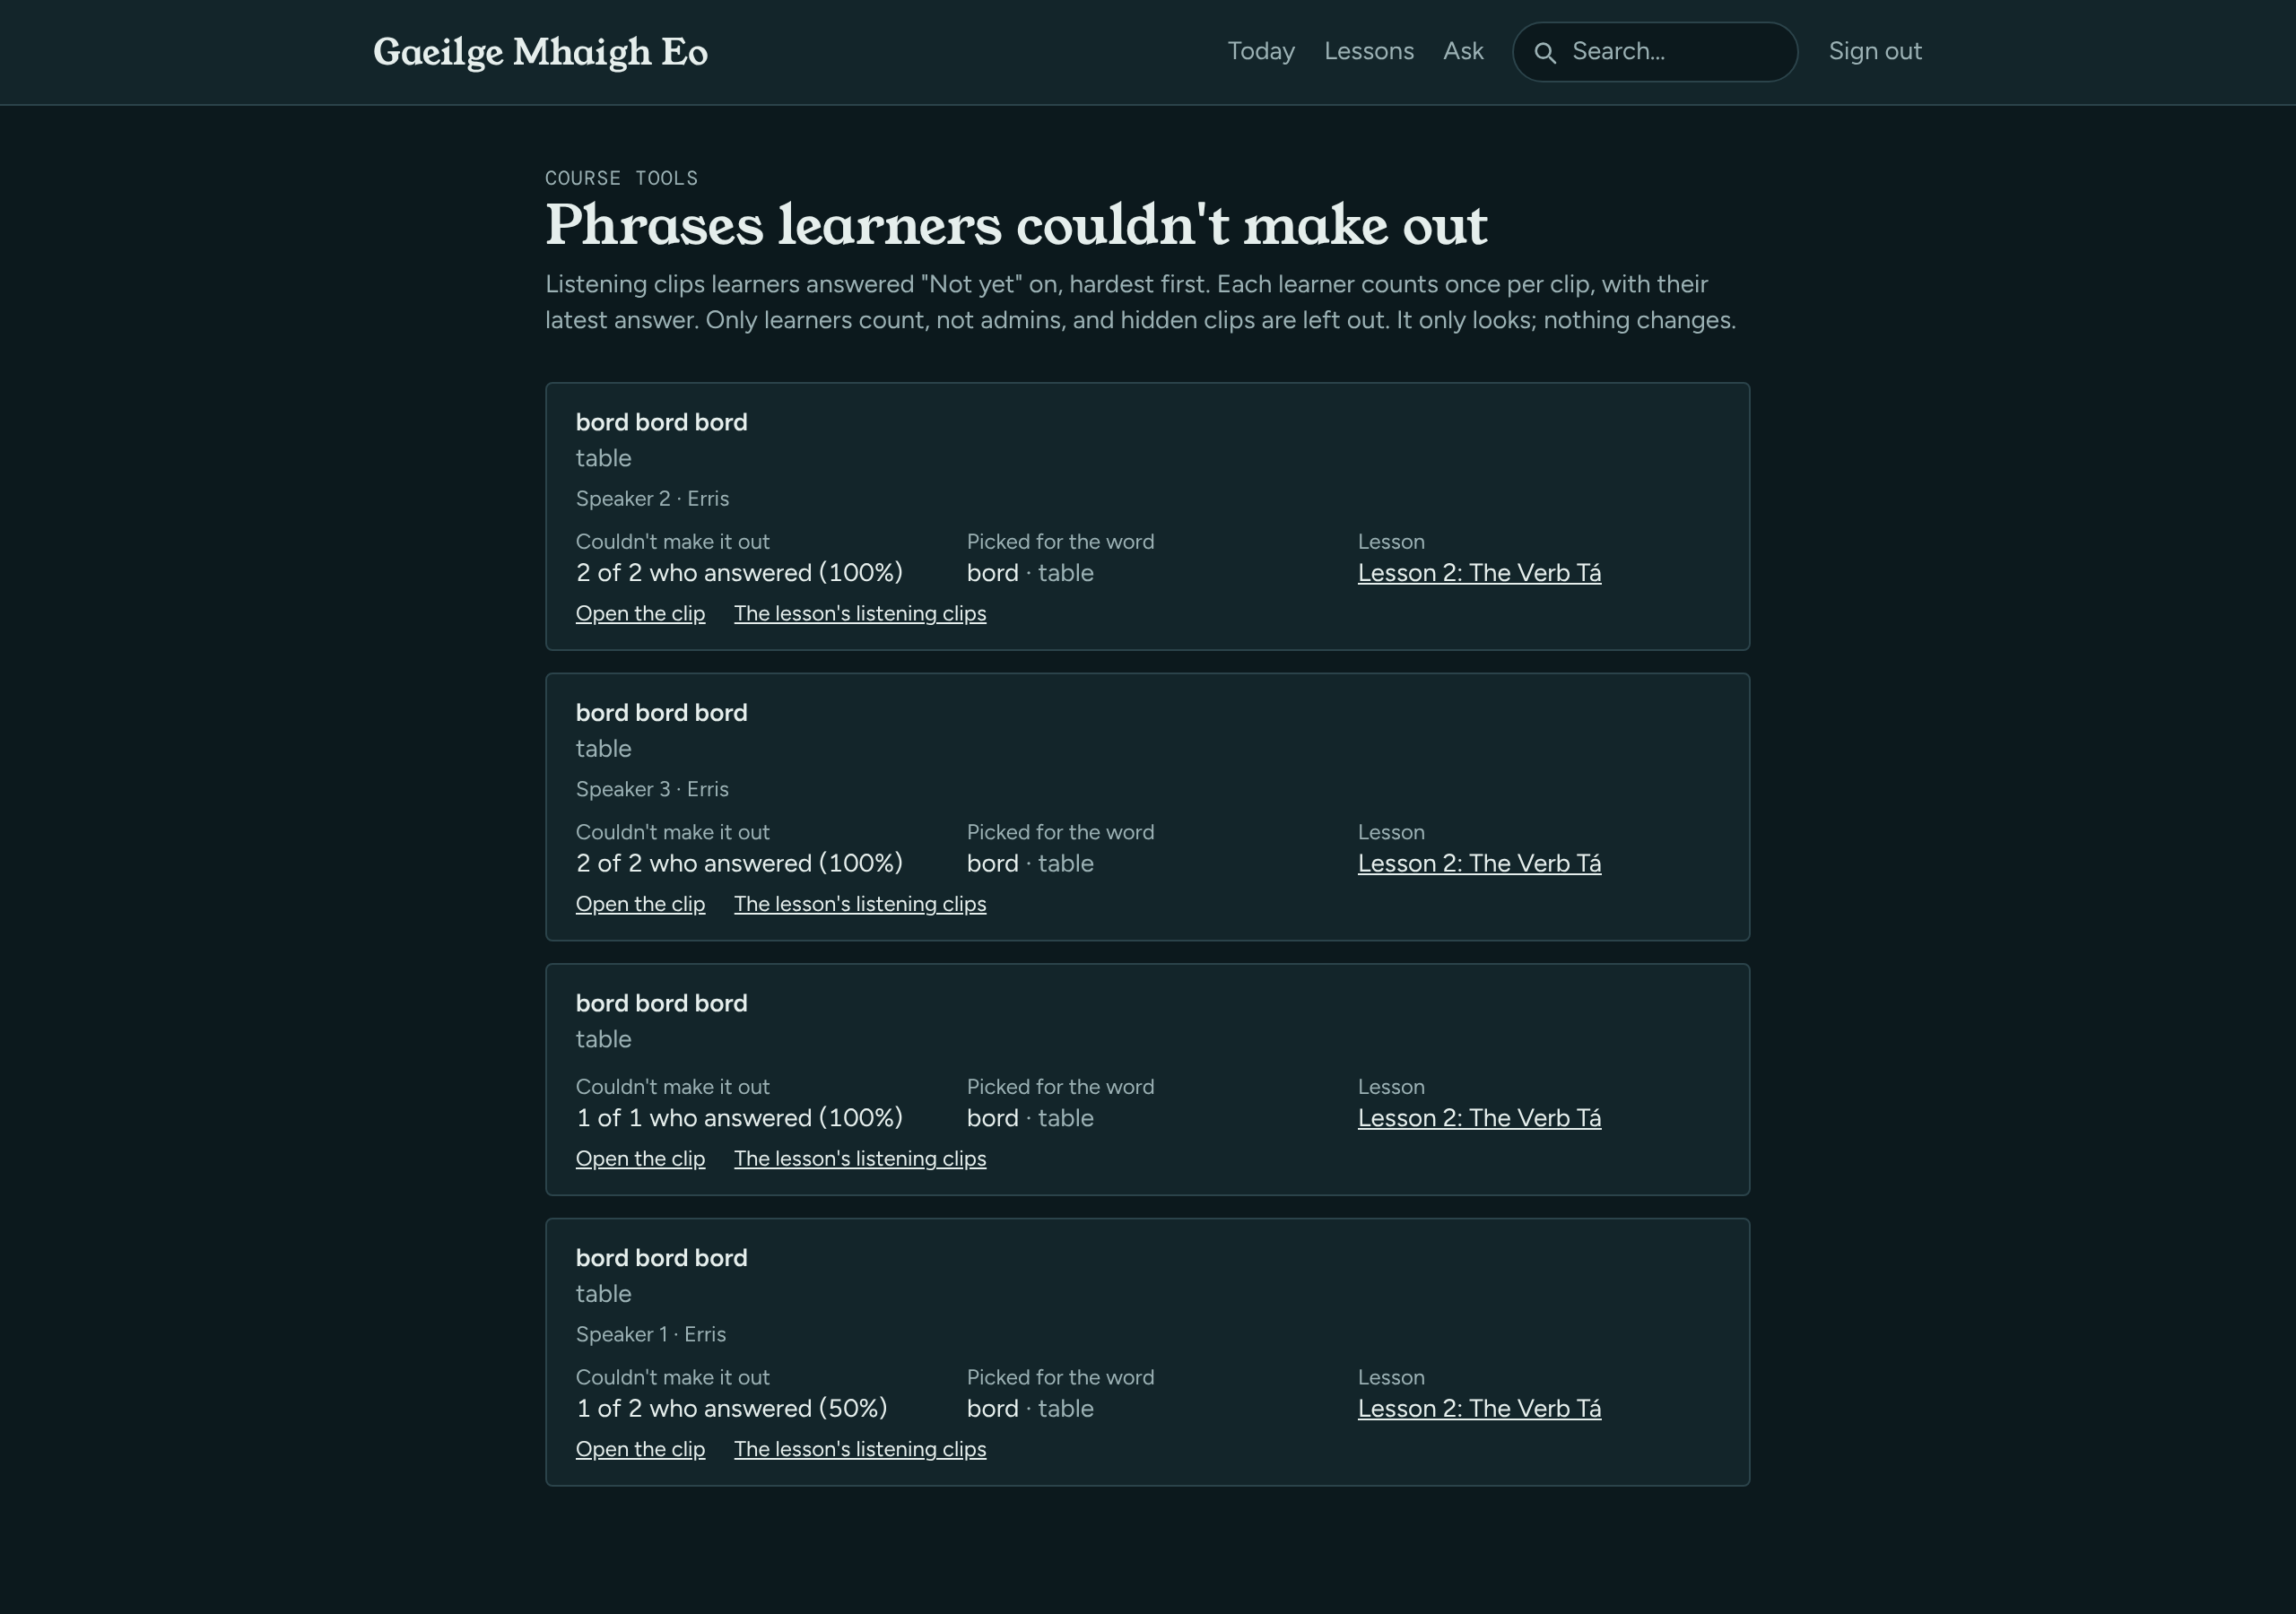 Gaeilge Mhaigh Eo
Today
Lessons
Ask
Search...
Sign out
COURSE TOOLS
Phrases learners couldn't make out
Listening clips learners answered "Not yet" on, hardest first. Each learner counts once per clip, with their
latest answer. Only learners count, not admins, and hidden clips are left out. It only looks; nothing changes.
bord bord bord
table
Speaker 2 · Erris
Couldn't make it out
2 of 2 who answered (100%)
Picked for the word
bord · table
Lesson
Lesson 2: The Verb Tá
Open the clip
The lesson's listening clips
bord bord bord
table
Speaker 3 · Erris
Couldn't make it out
2 of 2 who answered (100%)
Picked for the word
bord · table
Lesson
Lesson 2: The Verb Tá
Open the clip
The lesson's listening clips
bord bord bord
table
Couldn't make it out
1 of 1 who answered (100%)
Picked for the word
bord · table
Lesson
Lesson 2: The Verb Tá
Open the clip
The lesson's listening clips
bord bord bord
table
Speaker 1 · Erris
Couldn't make it out
1 of 2 who answered (50%)
Picked for the word
bord · table
Lesson
Lesson 2: The Verb Tá
Open the clip
The lesson's listening clips